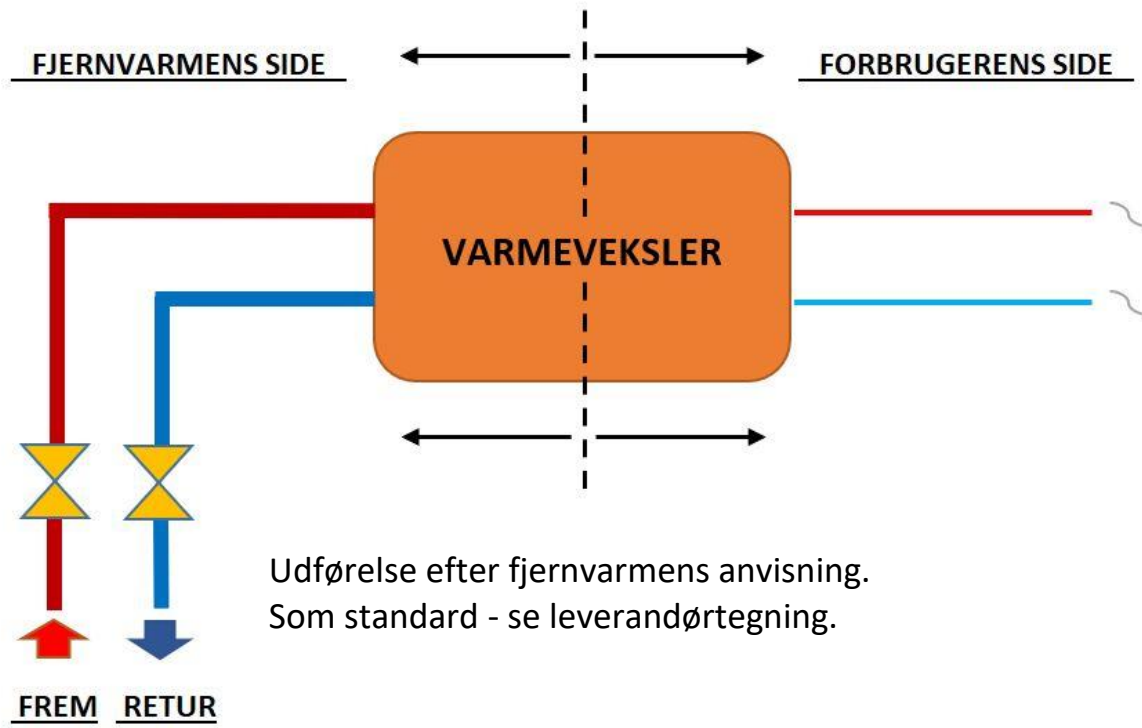 FJERNVARMENS SIDE
FORBRUGERENS SIDE
VARMEVEKSLER
Udførelse efter fjernvarmens anvisning.
Som standard - se leverandørtegning.
FREM
RETUR